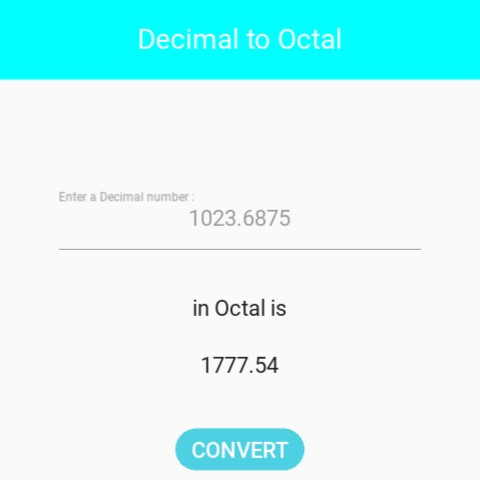 Decimal to Octal
Enter a Decimal number :
1023.6875
in Octal is
1777.54
CONVERT